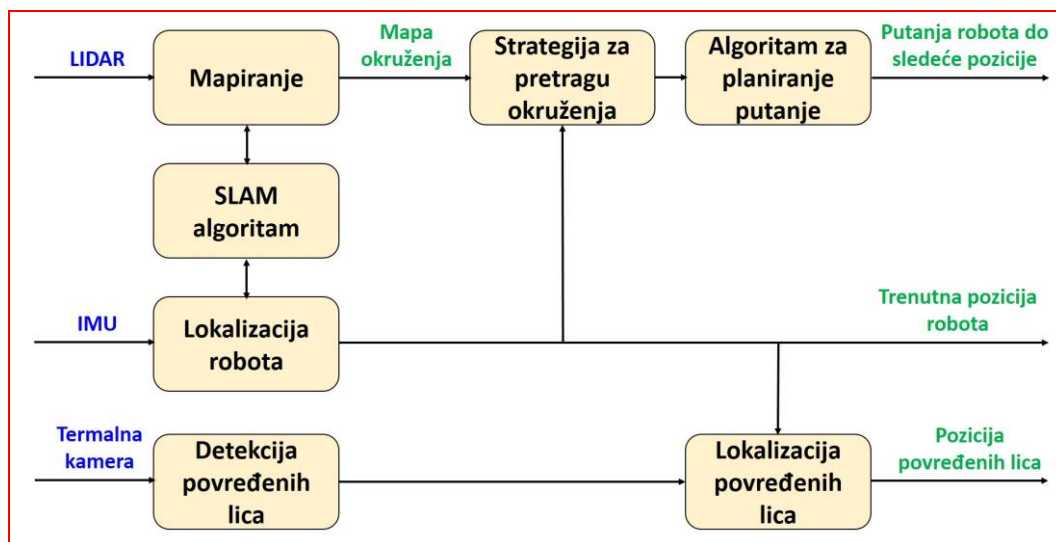 LIDAR
Mapiranje
Mapa
okruženja
Strategija za
pretragu
okruženja
Algoritam za
planiranje
putanje
Putanja robota do
sledeće pozicije
SLAM
algoritam
IMU
Lokalizacija
robota
Trenutna pozicija
robota
Termalna
kamera
Detekcija
povređenih
lica
Lokalizacija
povređenih
lica
Pozicija
povređenih lica